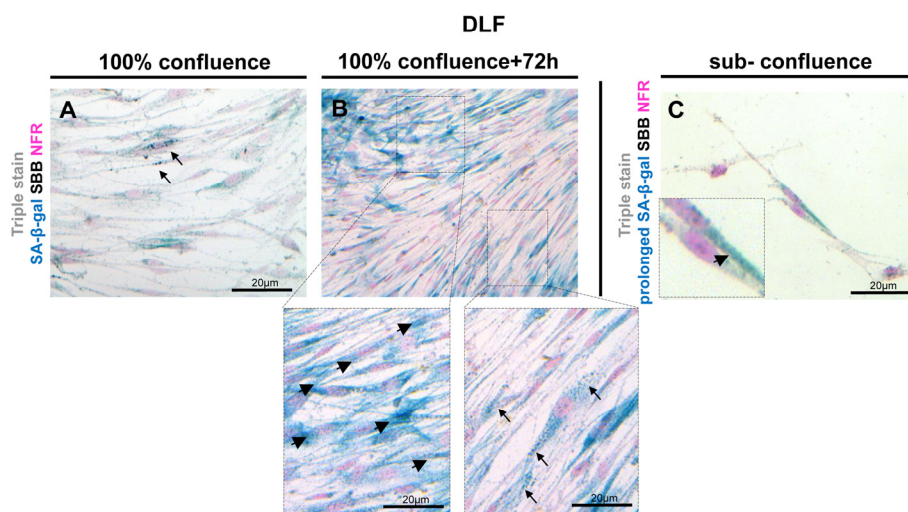 DLF
100% confluence
100% confluence+72h
sub- confluence
A
B
C
Triple stain
SA-β-gal SBB NFR
Triple stain
prolonged SA-β-gal SBB NFR
20µm
20µm
20µm
20µm